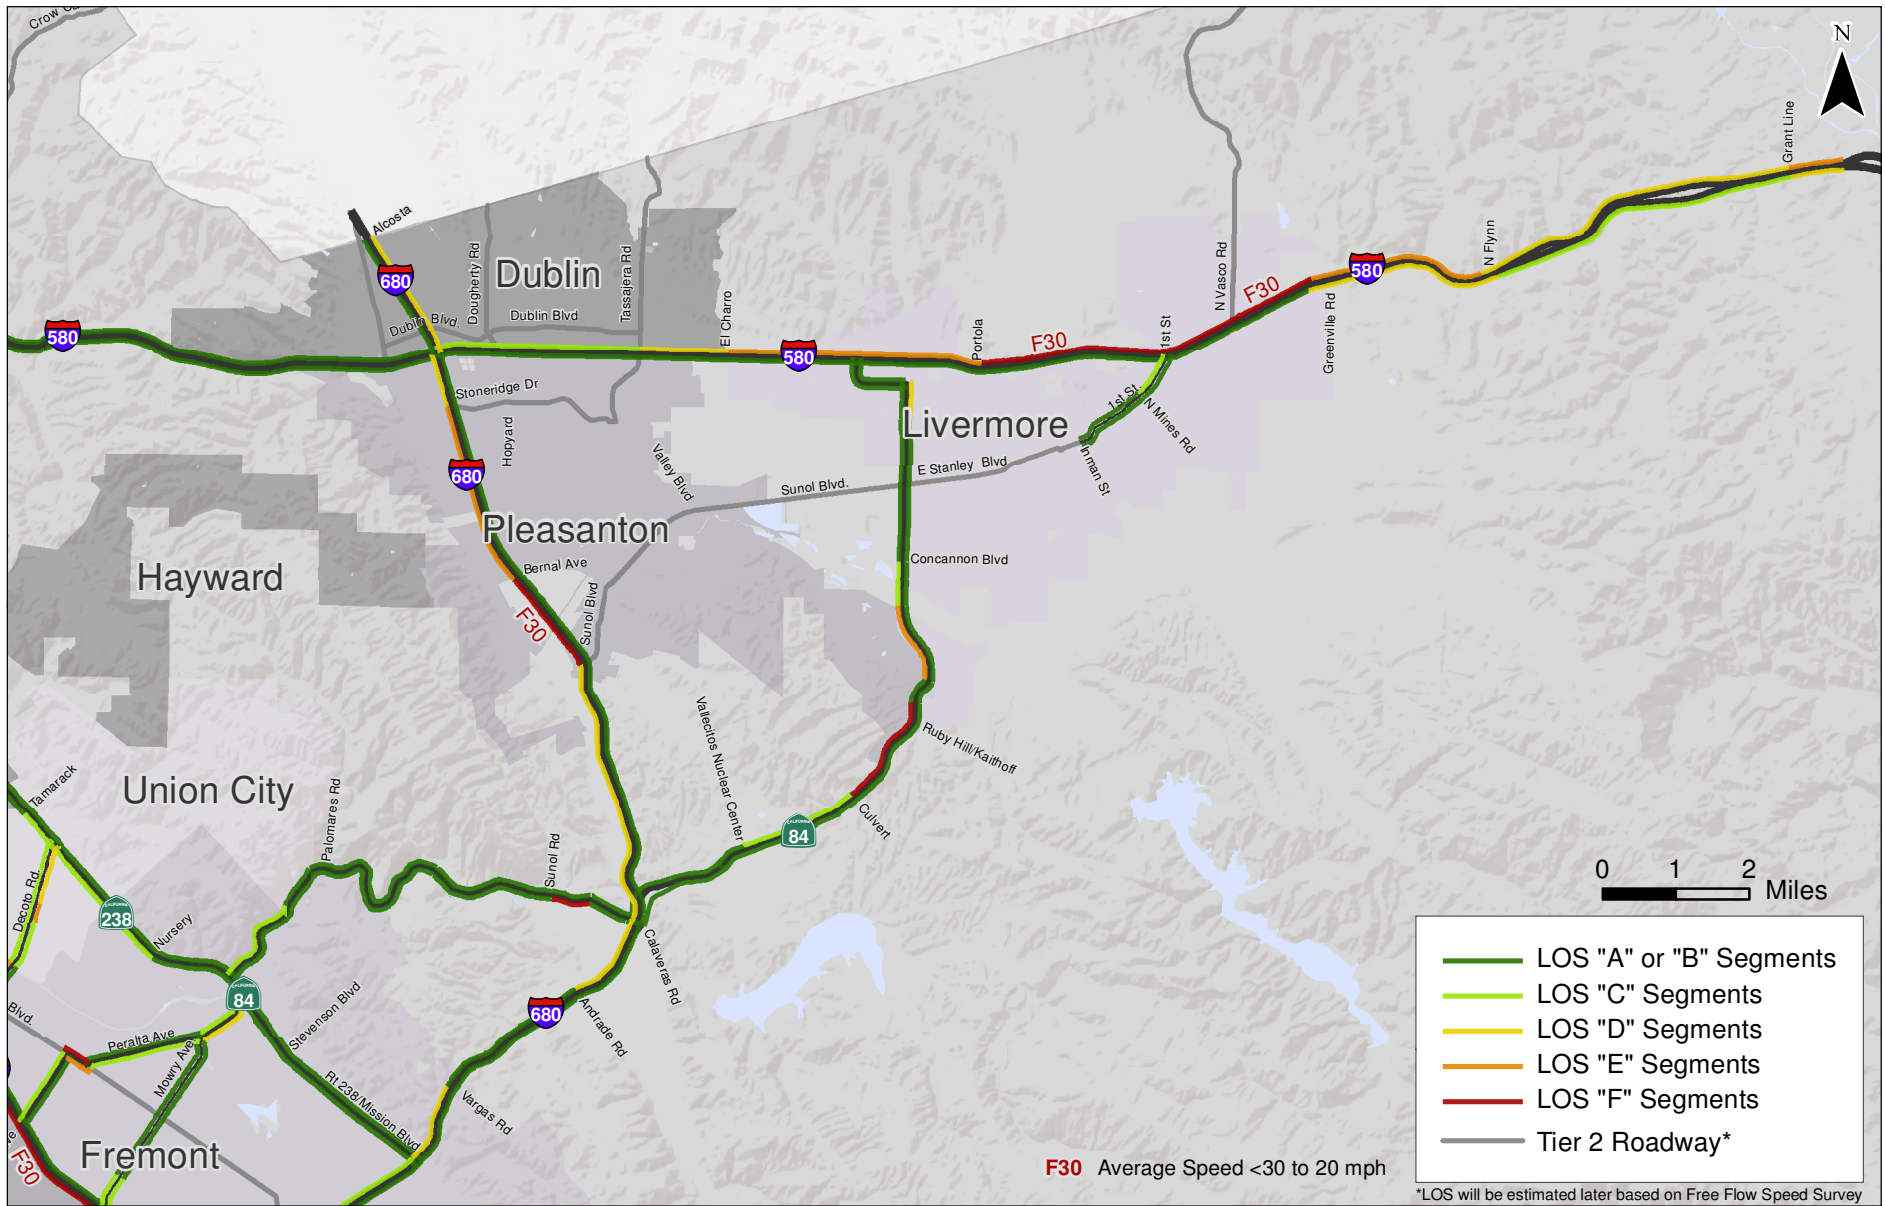 Crow Ca
N
Grant Line
Alcosta
680
Dougherty Rd
Dublin
Tassajera Rd
N Vasco Rd
N Flynn
580
Dublin Blvd.
Dublin Blvd
El Charro
580
580
Portola
F30
1st St
F30
Greenville Rd
Stoneridge Dr
Hopyard
Livermore
1st St.
N Mines Rd
680
Valley Blvd
E Stanley Blvd
Sunol Blvd.
Inman St
Pleasanton
Hayward
Bernal Ave
Concannon Blvd
F30
Sunol Blvd
Vallecitos Nuclear Center
Ruby Hill/Kaithoff
Tamarack
Union City
Palomares Rd
CALIFORNIA
84
Culvert
Sunol Rd
Decoto Rd.
CALIFORNIA
238
Nursery
CALIFORNIA
84
Stevenson Blvd
Calaveras Rd
680
Andrade Rd
Blvd.
Peralta Ave
Mowry Ave
Rt 238/Mission Blvd
Vargas Rd
Fremont
ve
F30
0 1 2
Miles
LOS "A" or "B" Segments
LOS "C" Segments
LOS "D" Segments
LOS "E" Segments
LOS "F" Segments
Tier 2 Roadway*
F30 Average Speed <30 to 20 mph
*LOS will be estimated later based on Free Flow Speed Survey